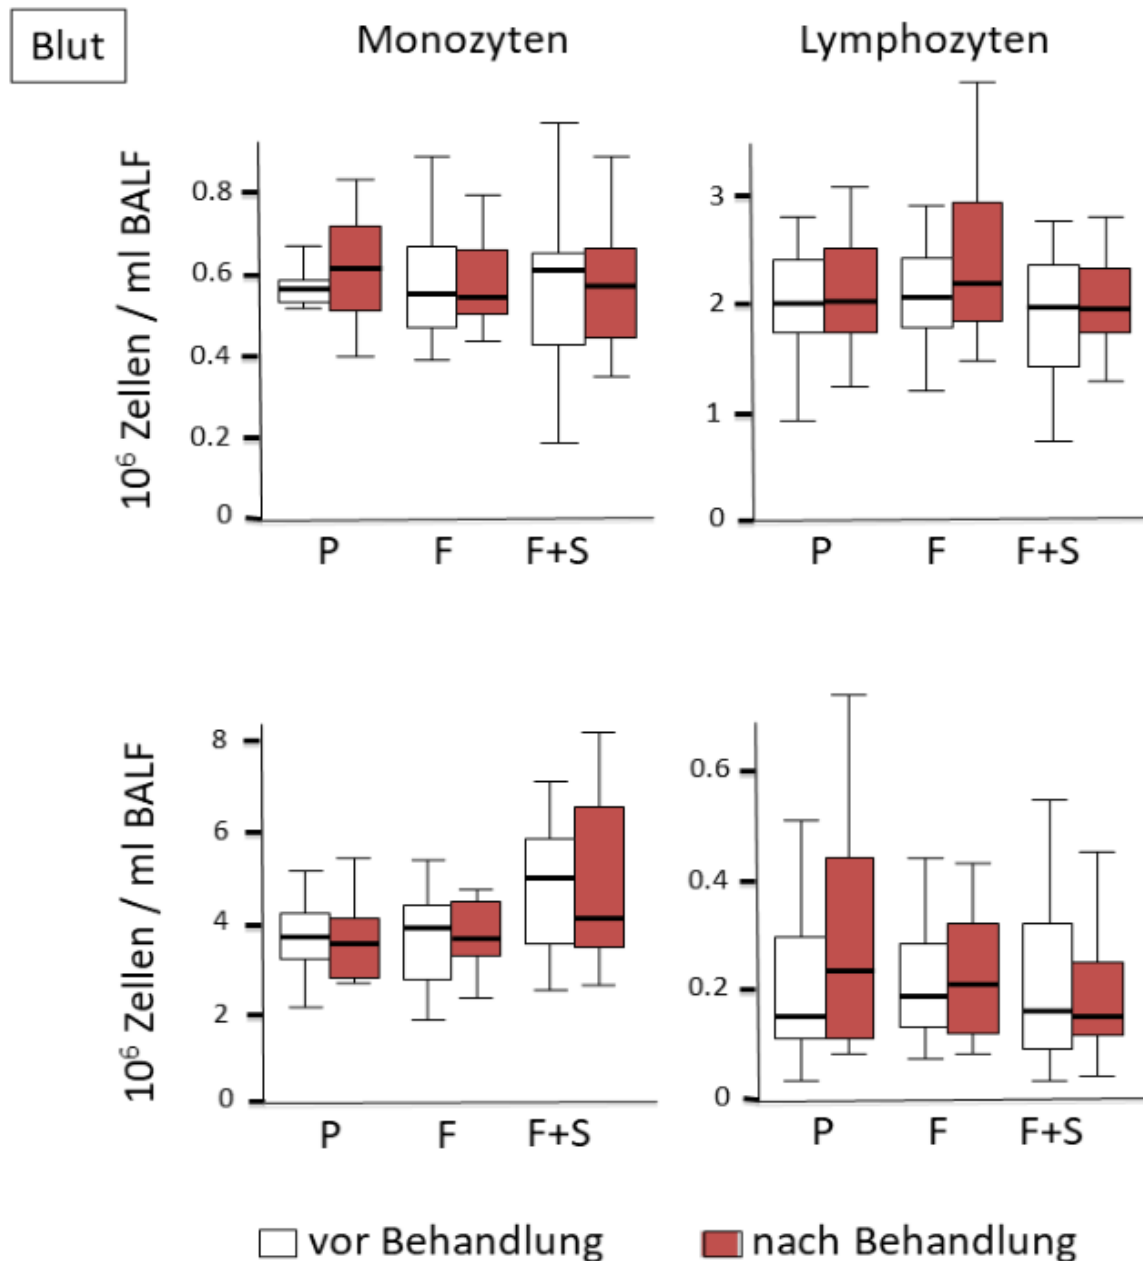 Blut
Monozyten
Lymphozyten
10⁶ Zellen / ml BALF
0.8
0.6
0.4
0.2
0
P F F+S
3
2
1
0
P F F+S
10⁶ Zellen / ml BALF
8
6
4
2
0
P F F+S
0.6
0.4
0.2
0
P F F+S
vor Behandlung
nach Behandlung